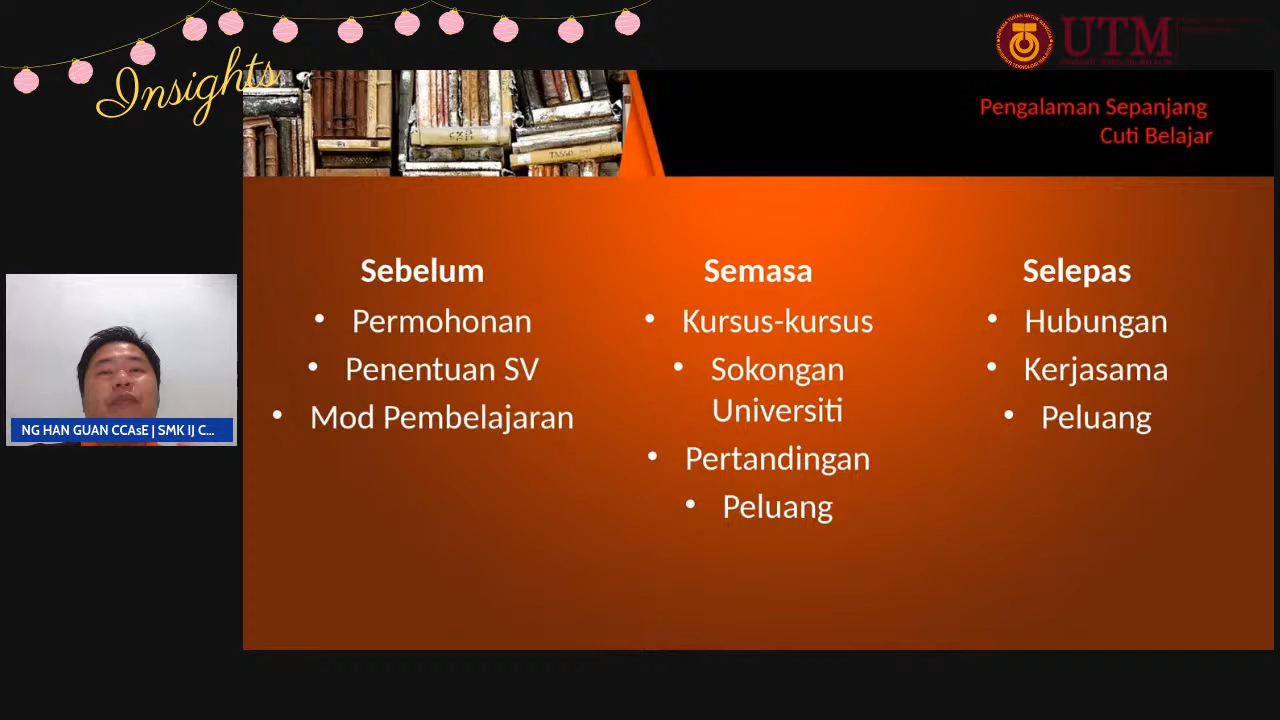 Insights
UTM
Pengalaman Sepanjang
Cuti Belajar
TASSO
Sebelum
• Permohonan
• Penentuan SV
• Mod Pembelajaran
Semasa
• Kursus-kursus
• Sokongan
Universiti
• Pertandingan
• Peluang
Selepas
• Hubungan
• Kerjasama
• Peluang
NG HAN GUAN CCAsE | SMK IJ C...